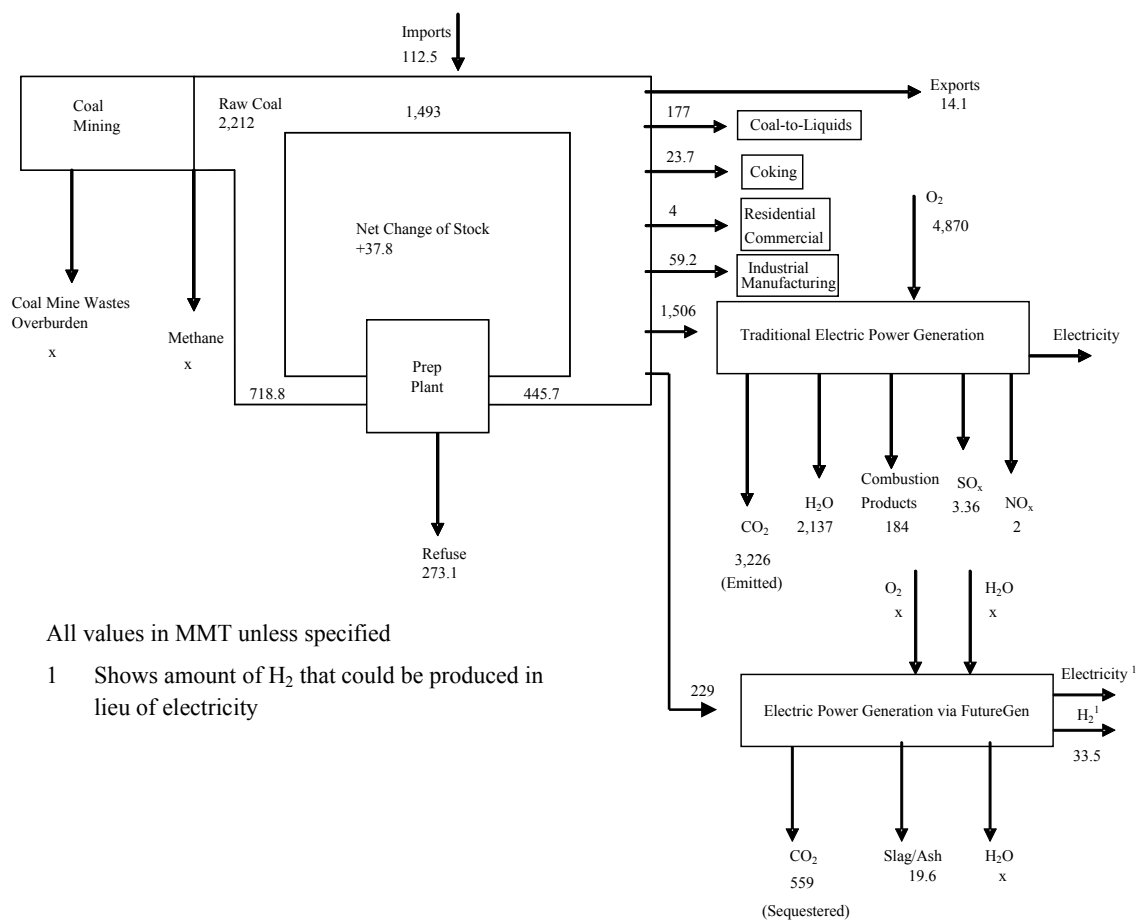 Imports
112.5
Coal
Mining
Raw Coal
2,212
1,493
Net Change of Stock
+37.8
Prep
Plant
718.8
445.7
Refuse
273.1
Coal Mine Wastes
Overburden
x
Methane
x
Exports
14.1
177
Coal-to-Liquids
23.7
Coking
4
Residential
Commercial
59.2
Industrial
Manufacturing
1,506
O2
4,870
Traditional Electric Power Generation
Electricity
CO2
3,226
(Emitted)
H2O
2,137
Combustion
Products
184
SOx
3.36
NOx
2
O2
x
H2O
x
229
Electric Power Generation via FutureGen
Electricity 1
H2 1
33.5
CO2
559
(Sequestered)
Slag/Ash
19.6
H2O
x
All values in MMT unless specified
1 Shows amount of H2 that could be produced in
lieu of electricity